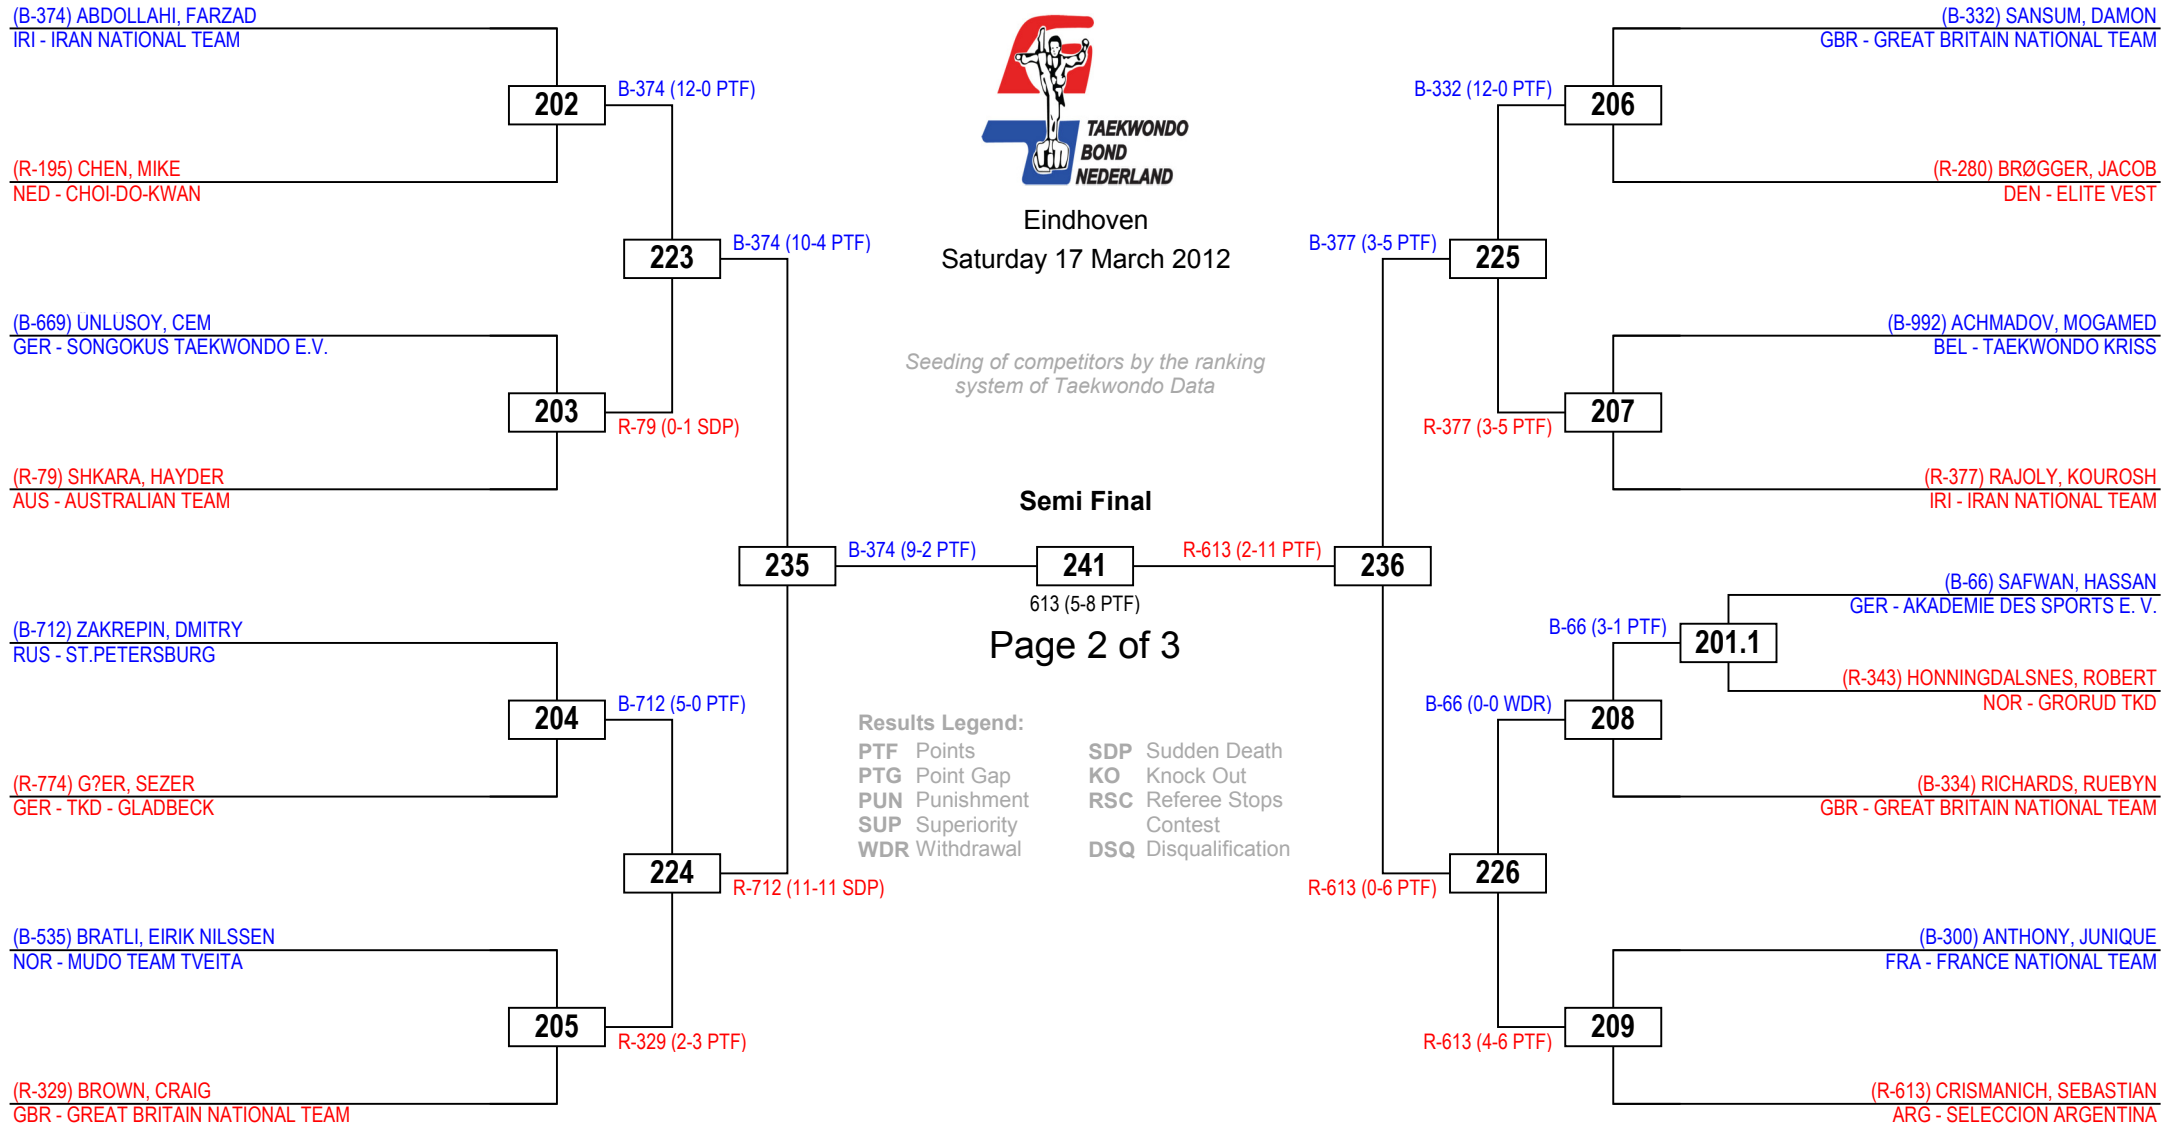 (B-374) ABDOLLAHI, FARZAD
IRI - IRAN NATIONAL TEAM
202
B-374 (12-0 PTF)
(R-195) CHEN, MIKE
NED - CHOI-DO-KWAN
223
B-374 (10-4 PTF)
(B-669) UNLUSOY, CEM
GER - SONGOKUS TAEKWONDO E.V.
203
R-79 (0-1 SDP)
(R-79) SHKARA, HAYDER
AUS - AUSTRALIAN TEAM
235
B-374 (9-2 PTF)
(B-712) ZAKREPIN, DMITRY
RUS - ST.PETERSBURG
204
B-712 (5-0 PTF)
(R-774) G?ER, SEZER
GER - TKD - GLADBECK
224
R-712 (11-11 SDP)
(B-535) BRATLI, EIRIK NILSSEN
NOR - MUDO TEAM TVEITA
205
R-329 (2-3 PTF)
(R-329) BROWN, CRAIG
GBR - GREAT BRITAIN NATIONAL TEAM
TAEKWONDO
BOND
NEDERLAND
Eindhoven
Saturday 17 March 2012
Seeding of competitors by the ranking
system of Taekwondo Data
Semi Final
241
613 (5-8 PTF)
Page 2 of 3
Results Legend:
PTF Points
PTG Point Gap
PUN Punishment
SUP Superiority
WDR Withdrawal
SDP Sudden Death
KO Knock Out
RSC Referee Stops
Contest
DSQ Disqualification
(B-332) SANSUM, DAMON
GBR - GREAT BRITAIN NATIONAL TEAM
B-332 (12-0 PTF)
206
(R-280) BRØGGER, JACOB
DEN - ELITE VEST
B-377 (3-5 PTF)
225
(B-992) ACHMADOV, MOGAMED
BEL - TAEKWONDO KRISS
R-377 (3-5 PTF)
207
(R-377) RAJOLY, KOUROSH
IRI - IRAN NATIONAL TEAM
R-613 (2-11 PTF)
236
(B-66) SAFWAN, HASSAN
GER - AKADEMIE DES SPORTS E. V.
B-66 (3-1 PTF)
201.1
(R-343) HONNINGDALSNES, ROBERT
NOR - GRORUD TKD
B-66 (0-0 WDR)
208
(B-334) RICHARDS, RUEBYN
GBR - GREAT BRITAIN NATIONAL TEAM
R-613 (0-6 PTF)
226
(B-300) ANTHONY, JUNIQUE
FRA - FRANCE NATIONAL TEAM
R-613 (4-6 PTF)
209
(R-613) CRISMANICH, SEBASTIAN
ARG - SELECCION ARGENTINA